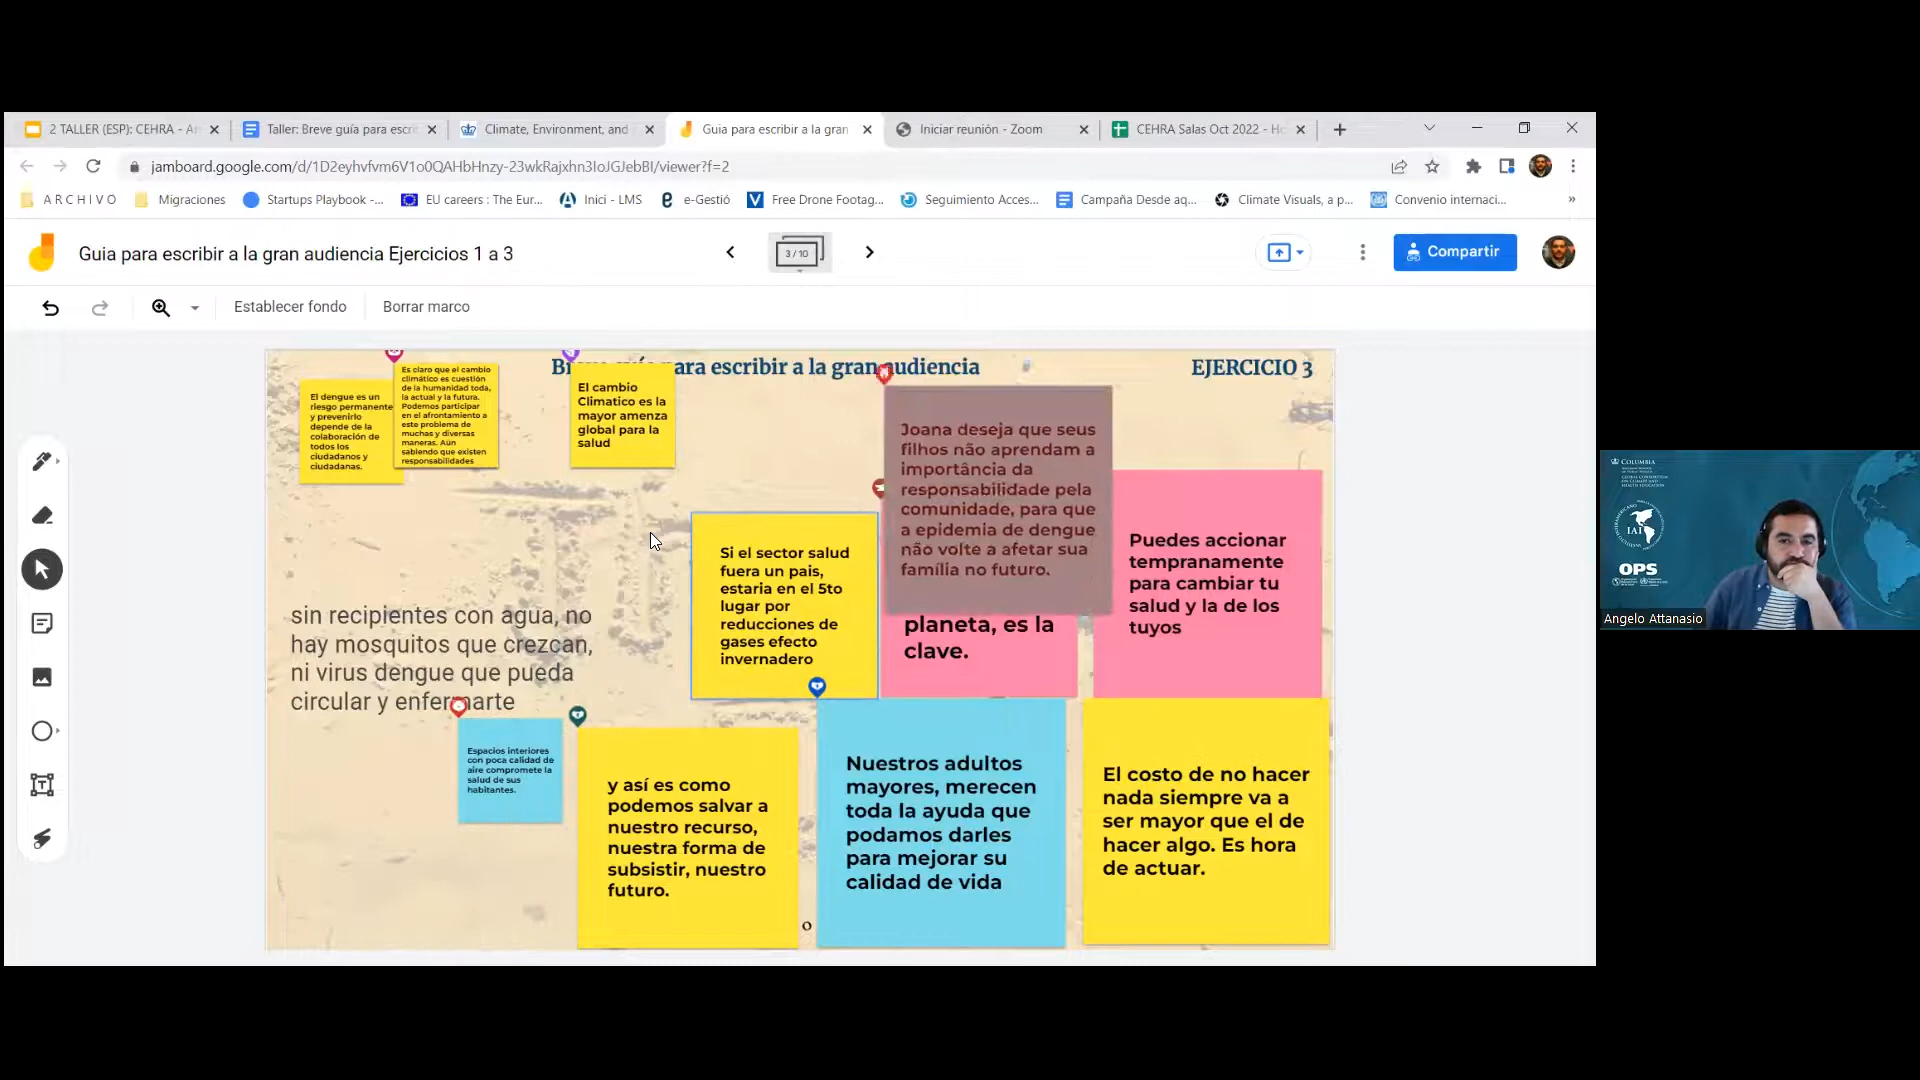 2 TALLER (ESP): CEHRA - A
Taller: Breve guía para escri
Climate, Environment, and
Guia para escribir a la gran
Iniciar reunión - Zoom
CEHRA Salas Oct 2022 - H
jamboard.google.com/d/1D2eyhvfvm6V1o0QAHbHnzy-23wkRajxhn3IoJGJebBI/viewer?f=2
A R C H I V O
Migraciones
Startups Playbook -...
EU careers : The Eur...
Inici - LMS
e-Gestió
Free Drone Footag...
Seguimiento Acces...
Campaña Desde aq...
Climate Visuals, a p...
Convenio internaci...
»
Guia para escribir a la gran audiencia Ejercicios 1 a 3
3 / 10
Compartir
Establecer fondo
Borrar marco
para escribir a la gran audiencia
EJERCICIO 3
El dengue es un
riesgo permanente
y prevenirlo
depende de la
colaboración de
todos los
ciudadanos y
ciudadanas.
Es claro que el cambio
climático es cuestión
de la humanidad toda,
la actual y la futura.
Podemos participar
en el afrontamiento a
este problema de
muchas y diversas
maneras. Aún
sabiendo que existen
responsabilidades
El cambio
Climatico es la
mayor amenza
global para la
salud
Joana deseja que seus
filhos não aprendam a
importância da
responsabilidade pela
comunidade, para que
a epidemia de dengue
não volte a afetar sua
família no futuro.
planeta, es la
clave.
Puedes accionar
tempranamente
para cambiar tu
salud y la de los
tuyos
Si el sector salud
fuera un pais,
estaria en el 5to
lugar por
reducciones de
gases efecto
invernadero
sin recipientes con agua, no
hay mosquitos que crezcan,
ni virus dengue que pueda
circular y enfermarte
Espacios interiores
con poca calidad de
aire compromete la
salud de sus
habitantes.
y así es como
podemos salvar a
nuestro recurso,
nuestra forma de
subsistir, nuestro
futuro.
o
Nuestros adultos
mayores, merecen
toda la ayuda que
podamos darles
para mejorar su
calidad de vida
El costo de no hacer
nada siempre va a
ser mayor que el de
hacer algo. Es hora
de actuar.
COLUMBIA
IAI
OPS
Angelo Attanasio